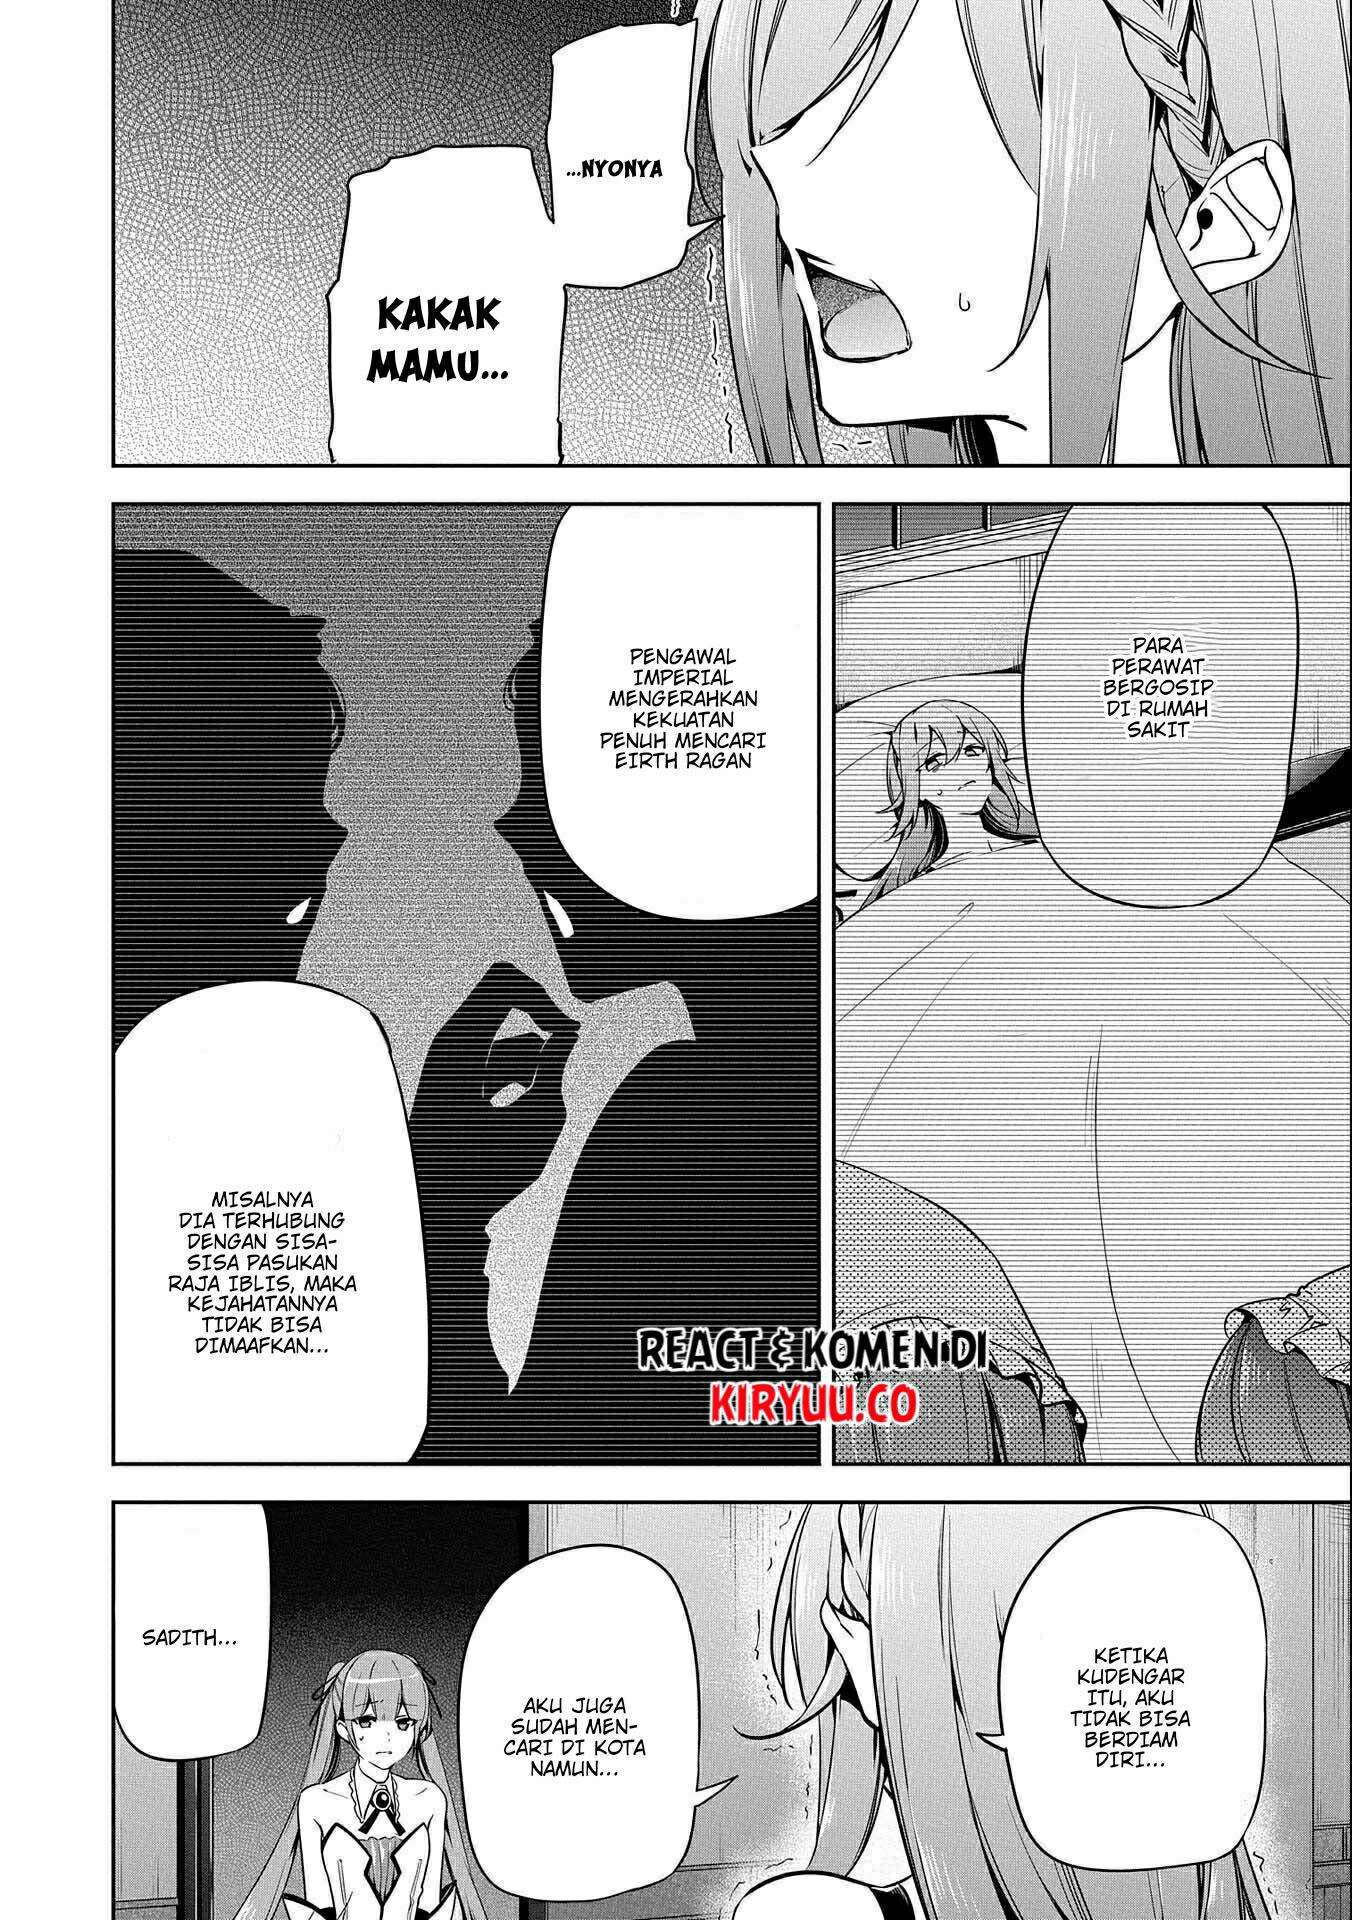 ...NYONYA
KAKAK
MAMU...
PARA
PERAWAT
BERGOSIP
DI RUMAH
SAKIT
PENGAWAL
IMPERIAL
MENGERAHKAN
KEKUATAN
PENUH MENCARI
EIRTH RAGAN
MISALNYA
DIA TERHUBUNG
DENGAN SISA-
SISA PASUKAN
RAJA IBLIS, MAKA
KEJAHATANNYA
TIDAK BISA
DIMAAFKAN...
REACT & KOMEN DI
KIRYUU.CO
KETIKA
KUDENGAR
ITU, AKU
TIDAK BISA
BERDIAM
DIRI...
AKU JUGA
SUDAH MEN-
CARI DI KOTA
NAMUN...
SADITH...